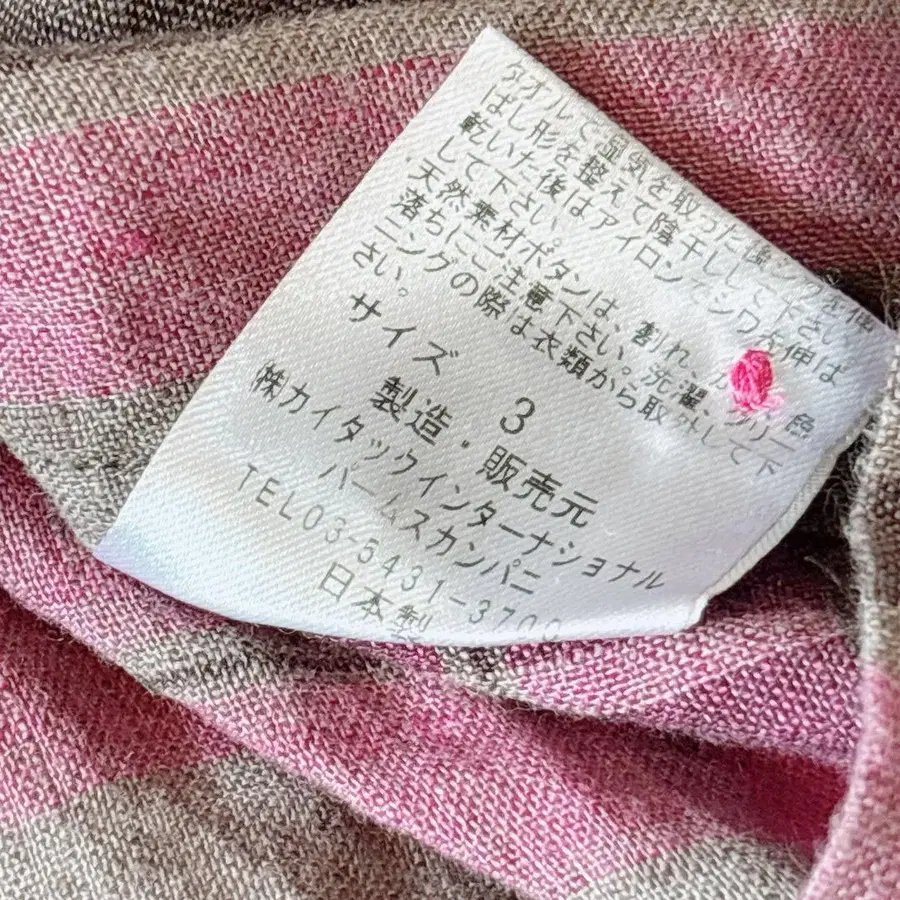 タオルで湿気を取った後シワを伸
ばし形を整えて陰干しして下さい
乾いた後はアイロンでシワを伸ば
して下さい。
天然素材ボタンは、割れ、
落ちにご注意下さい。洗濯、クリー
ニングの際は衣類から取外して下
さい。
サイズ 3
製造・販売元
㈱カイタックインターナショナル
パームスカンパニ
TEL03-5431-370
日本製